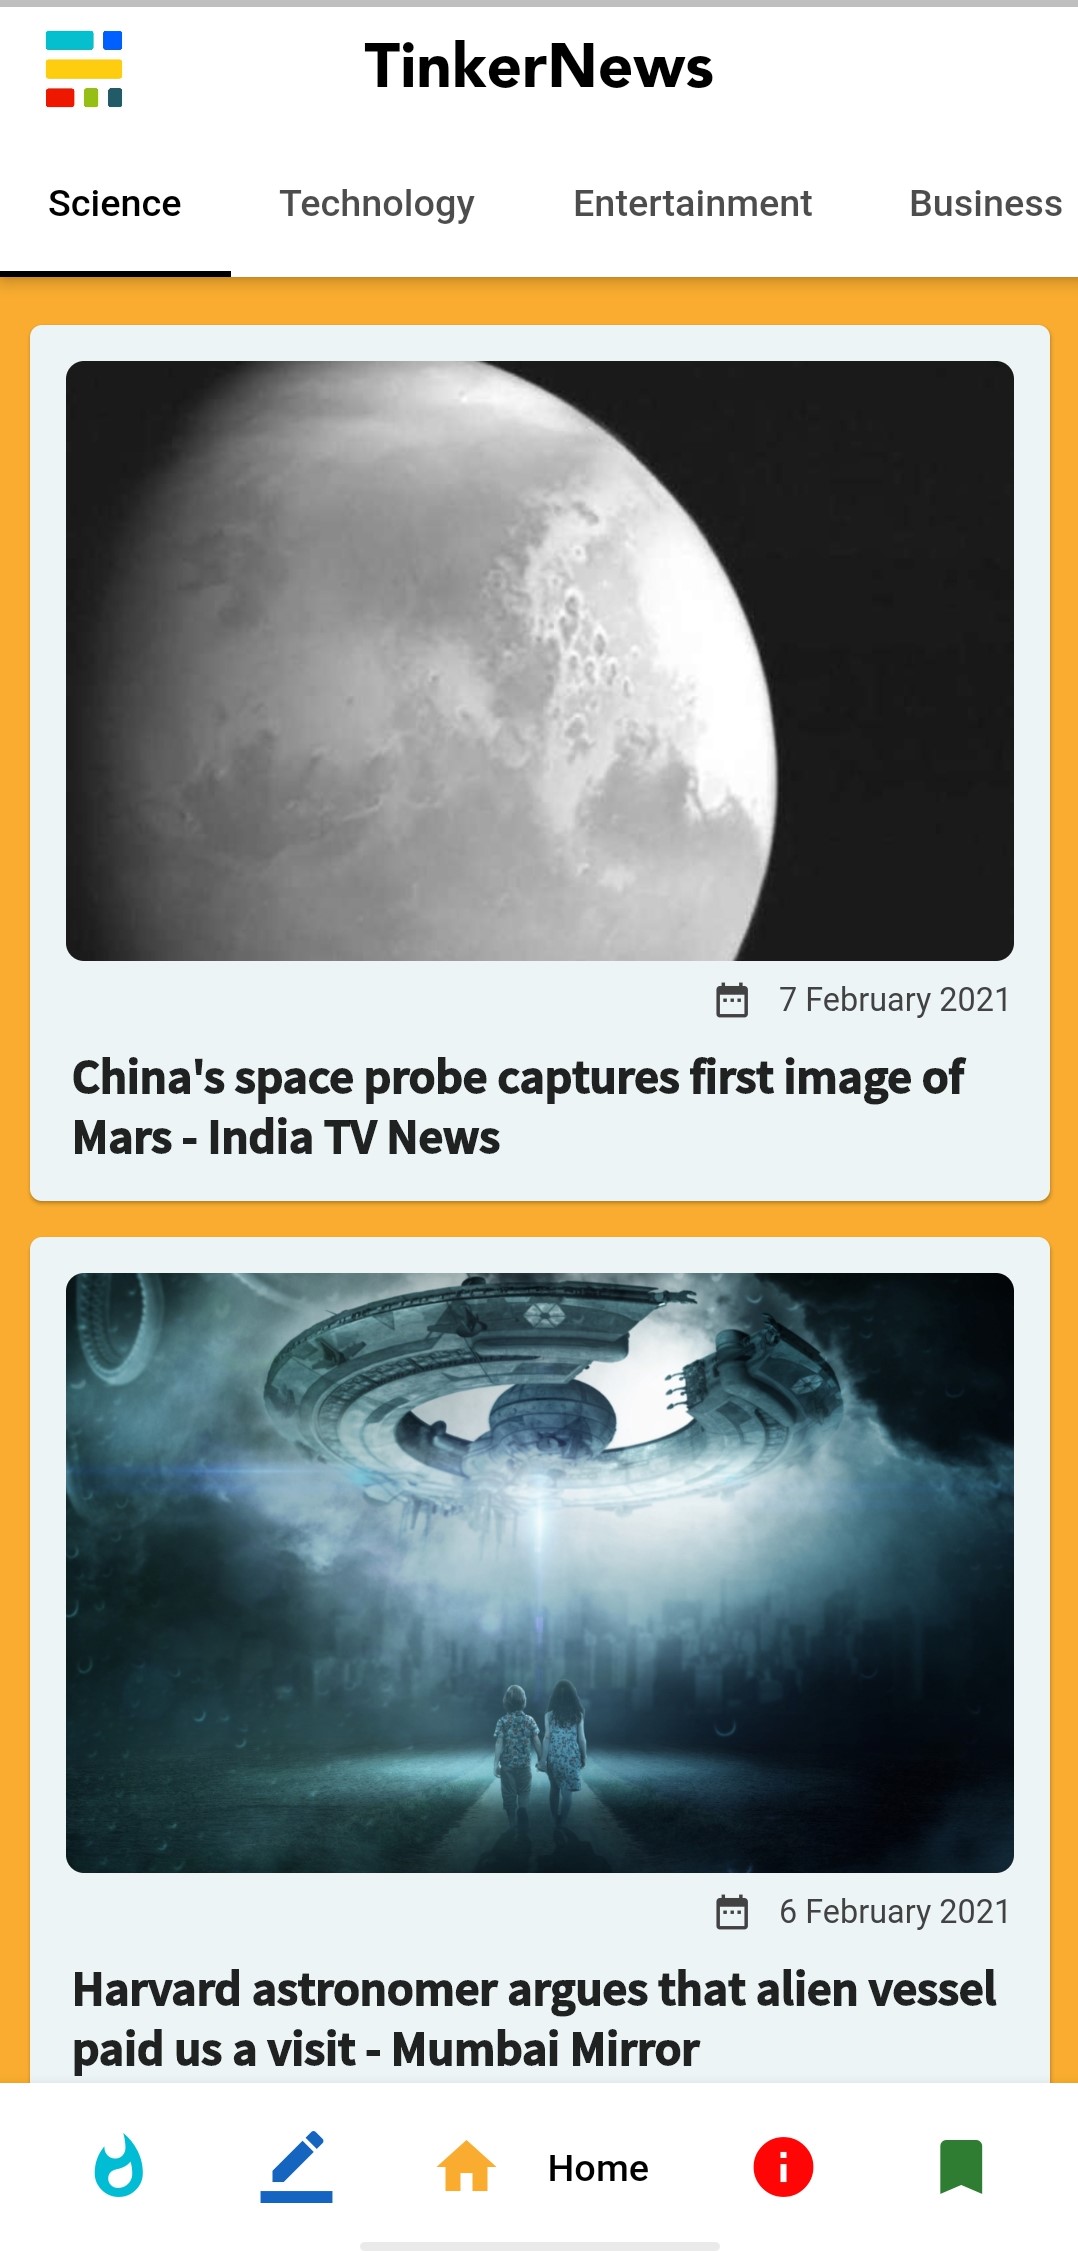 TinkerNews
Science Technology Entertainment Business
7 February 2021
China's space probe captures first image of
Mars - India TV News
6 February 2021
Harvard astronomer argues that alien vessel
paid us a visit - Mumbai Mirror
Home